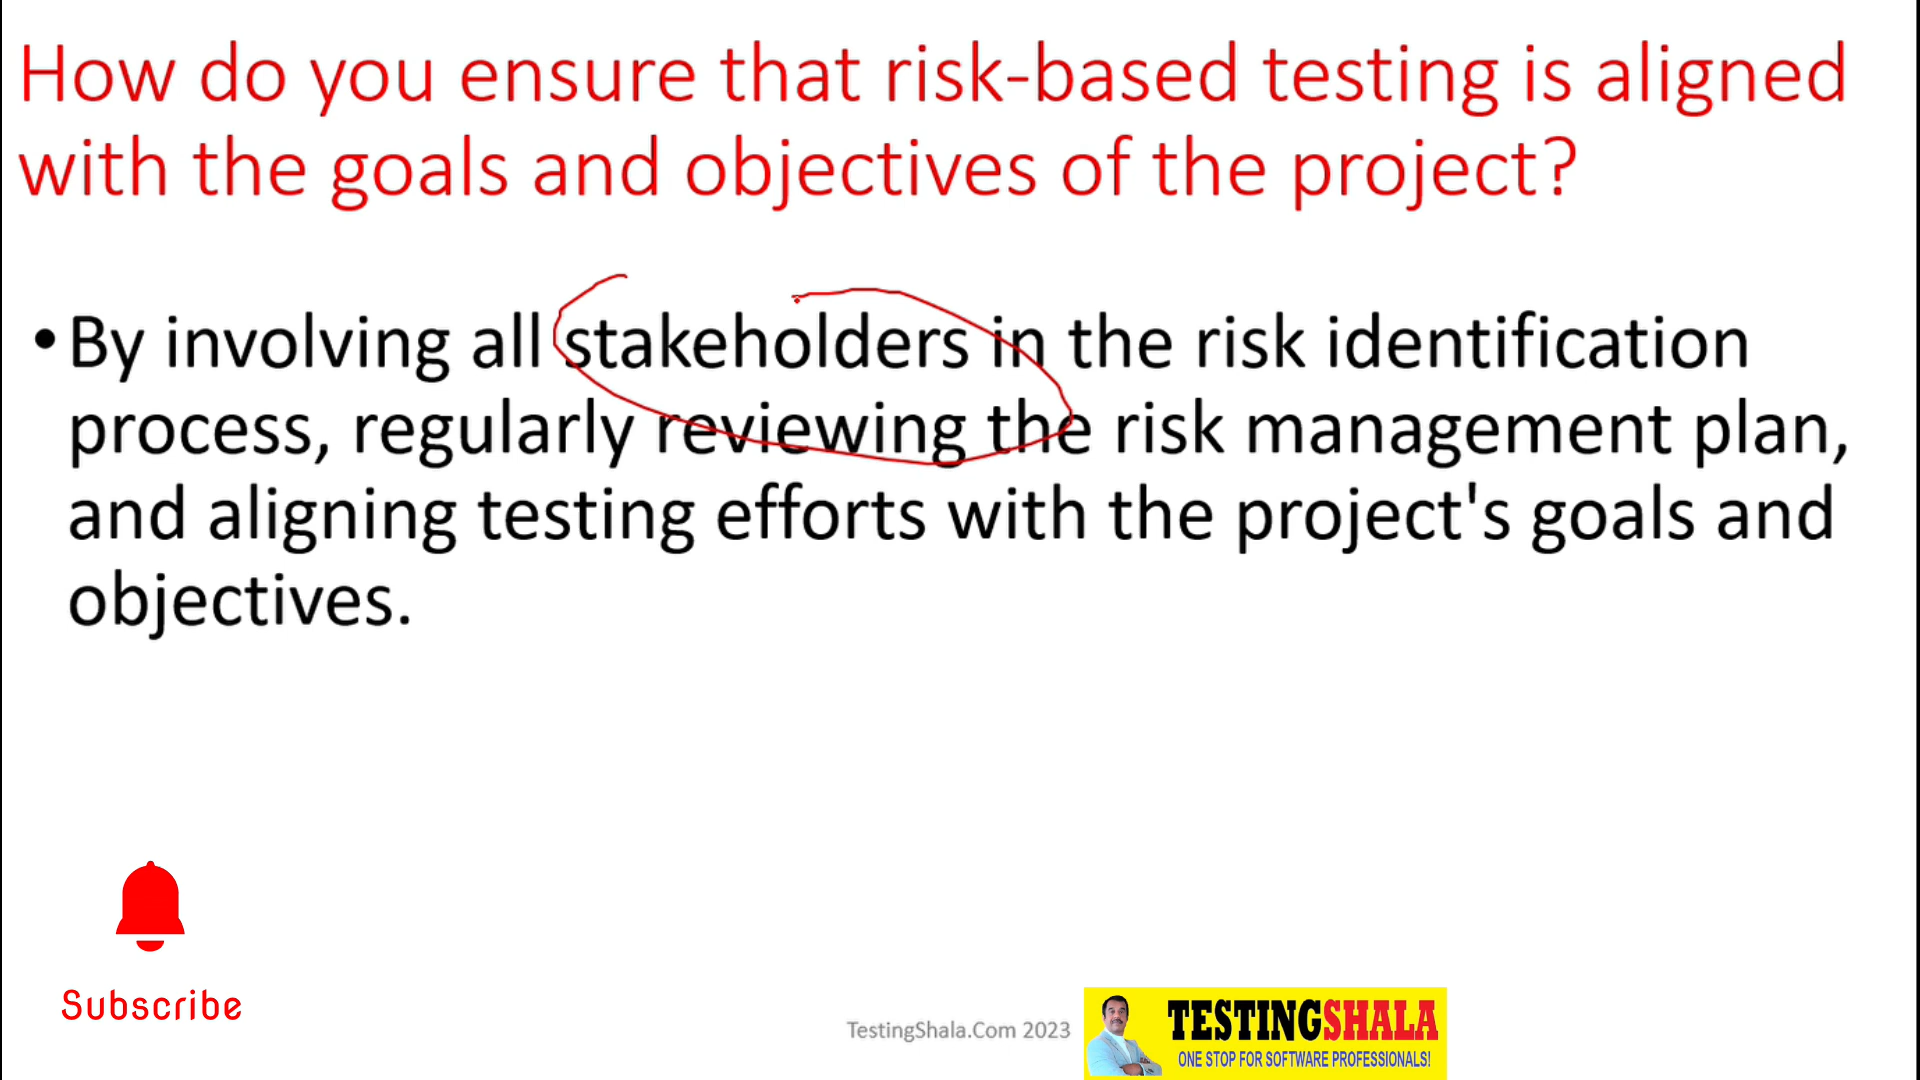 How do you ensure that risk-based testing is aligned
with the goals and objectives of the project?
•By involving all stakeholders in the risk identification
process, regularly reviewing the risk management plan,
and aligning testing efforts with the project's goals and
objectives.
Subscribe
TestingShala.Com 2023
TESTINGSHALA
ONE STOP FOR SOFTWARE PROFESSIONALS!